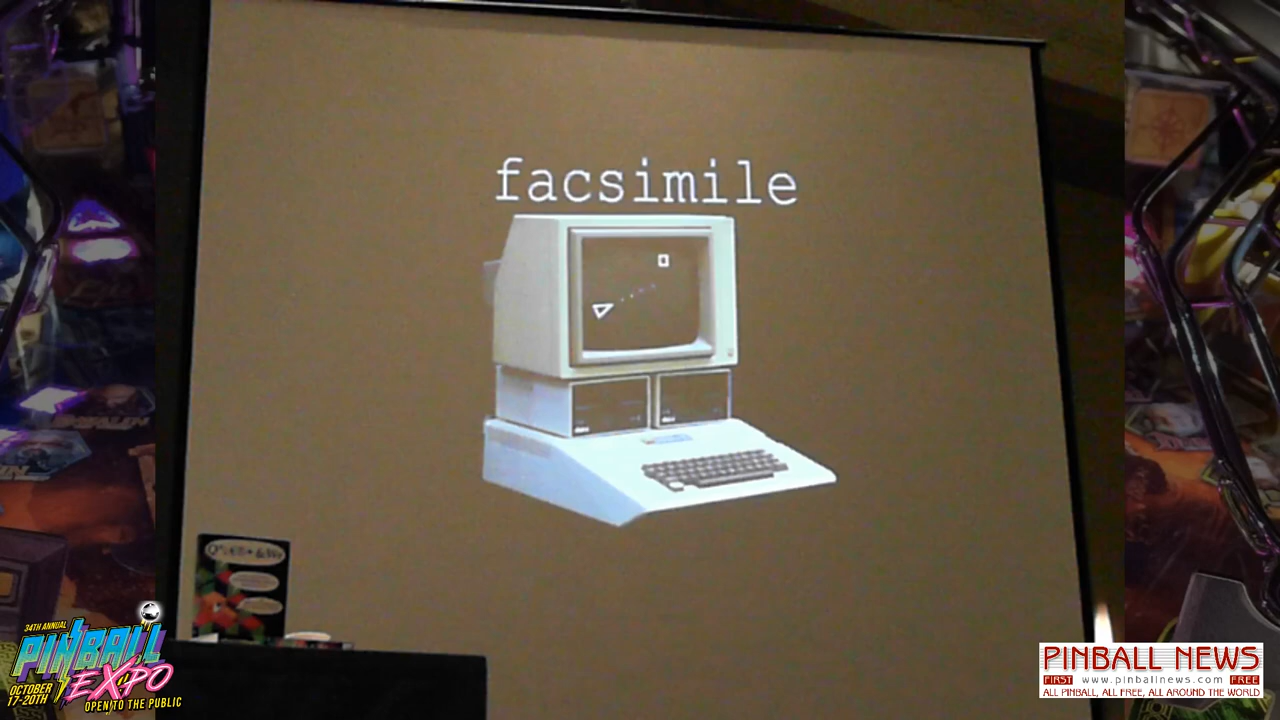 facsimile
34TH ANNUAL
PINBALL
EXPO
OCTOBER
17-20TH
OPEN TO THE PUBLIC
PINBALL NEWS
FIRST www.pinballnews.com FREE
ALL PINBALL, ALL FREE, ALL AROUND THE WORLD